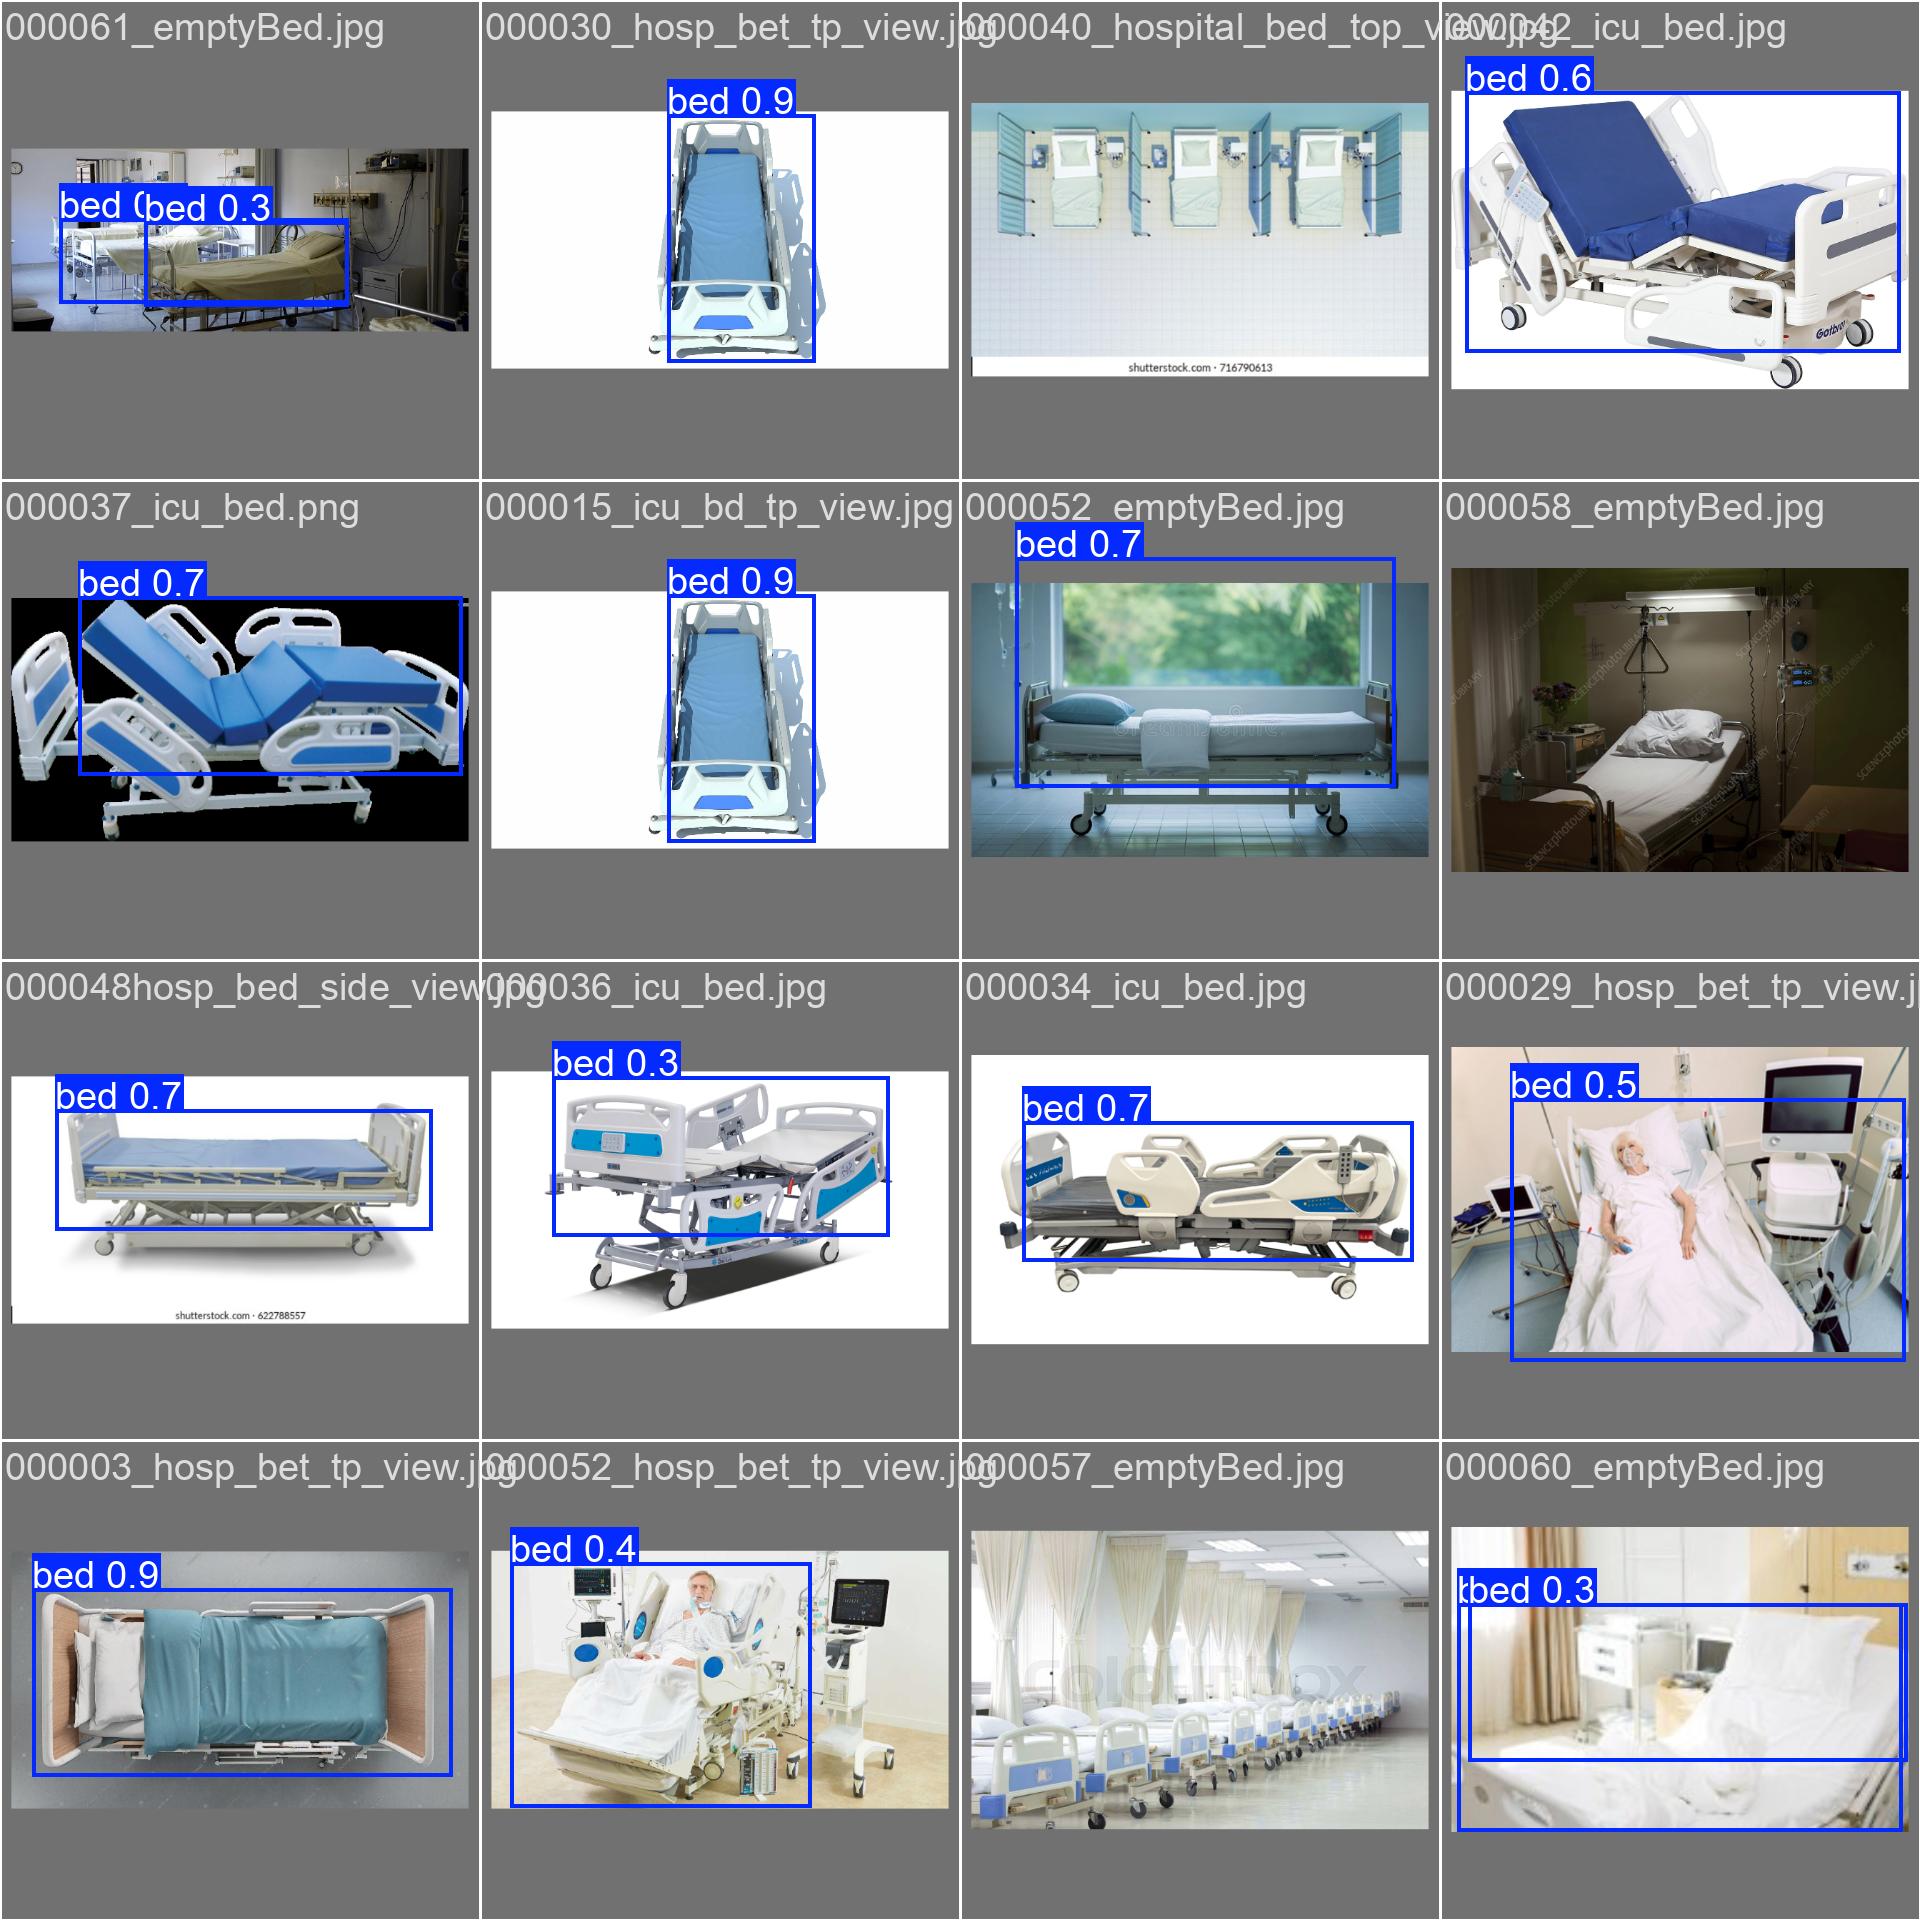 000061_emptyBed.jpg
000030_hosp_bet_tp_view.jpg
000040_hospital_bed_top_view.jpg
000042_icu_bed.jpg
bed 0.3
bed 0.9
bed 0.6
shutterstock.com · 716790613
Gatbro
000037_icu_bed.png
000015_icu_bd_tp_view.jpg
000052_emptyBed.jpg
000058_emptyBed.jpg
bed 0.7
bed 0.9
bed 0.7
000048hosp_bed_side_view.jpg
000036_icu_bed.jpg
000034_icu_bed.jpg
000029_hosp_bet_tp_view.j
bed 0.7
bed 0.3
bed 0.7
bed 0.5
shutterstock.com · 622788557
000003_hosp_bet_tp_view.jpg
000052_hosp_bet_tp_view.jpg
000057_emptyBed.jpg
000060_emptyBed.jpg
bed 0.9
bed 0.4
bed 0.3
Colourbox